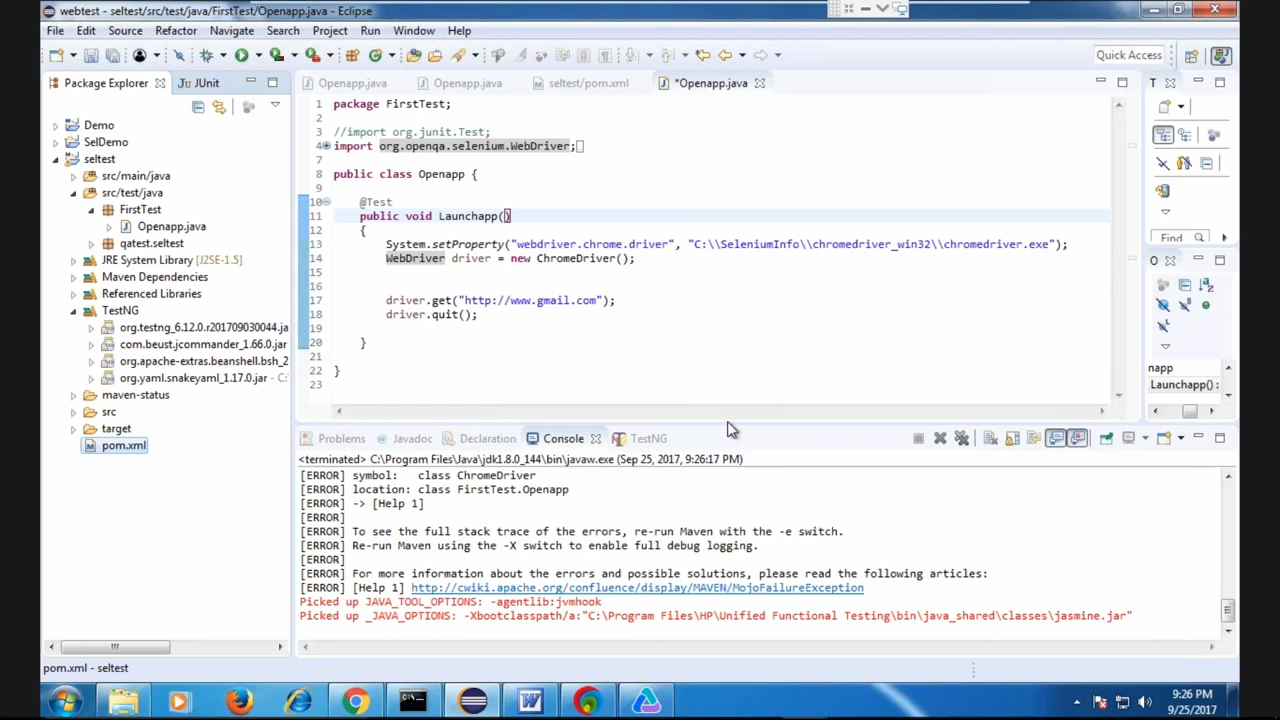 webtest - seltest/src/test/java/FirstTest/Openapp.java - Eclipse
File Edit Source Refactor Navigate Search Project Run Window Help
Quick Access
Package Explorer JUnit
Openapp.java Openapp.java seltest/pom.xml *Openapp.java
Demo
SelDemo
seltest
src/main/java
src/test/java
FirstTest
Openapp.java
qatest.seltest
JRE System Library [J2SE-1.5]
Maven Dependencies
Referenced Libraries
TestNG
org.testng_6.12.0.r201709030044.ja
com.beust.jcommander_1.66.0.jar
org.apache-extras.beanshell.bsh_2
org.yaml.snakeyaml_1.17.0.jar - C:
maven-status
src
target
pom.xml
1 package FirstTest;
2
3 //import org.junit.Test;
4 import org.openqa.selenium.WebDriver;
7
8 public class Openapp {
9
10 @Test
11 public void Launchapp()
12 {
13 System.setProperty("webdriver.chrome.driver", "C:\\SeleniumInfo\\chromedriver_win32\\chromedriver.exe");
14 WebDriver driver = new ChromeDriver();
15
16
17 driver.get("http://www.gmail.com");
18 driver.quit();
19
20 }
21
22 }
23
T
Find
O
napp
Launchapp() :
Problems Javadoc Declaration Console TestNG
<terminated> C:\Program Files\Java\jdk1.8.0_144\bin\javaw.exe (Sep 25, 2017, 9:26:17 PM)
[ERROR] symbol: class ChromeDriver
[ERROR] location: class FirstTest.Openapp
[ERROR] -> [Help 1]
[ERROR]
[ERROR] To see the full stack trace of the errors, re-run Maven with the -e switch.
[ERROR] Re-run Maven using the -X switch to enable full debug logging.
[ERROR]
[ERROR] For more information about the errors and possible solutions, please read the following articles:
[ERROR] [Help 1] http://cwiki.apache.org/confluence/display/MAVEN/MojoFailureException
Picked up JAVA_TOOL_OPTIONS: -agentlib:jvmhook
Picked up _JAVA_OPTIONS: -Xbootclasspath/a:"C:\Program Files\HP\Unified Functional Testing\bin\java_shared\classes\jasmine.jar"
pom.xml - seltest
9:26 PM
9/25/2017